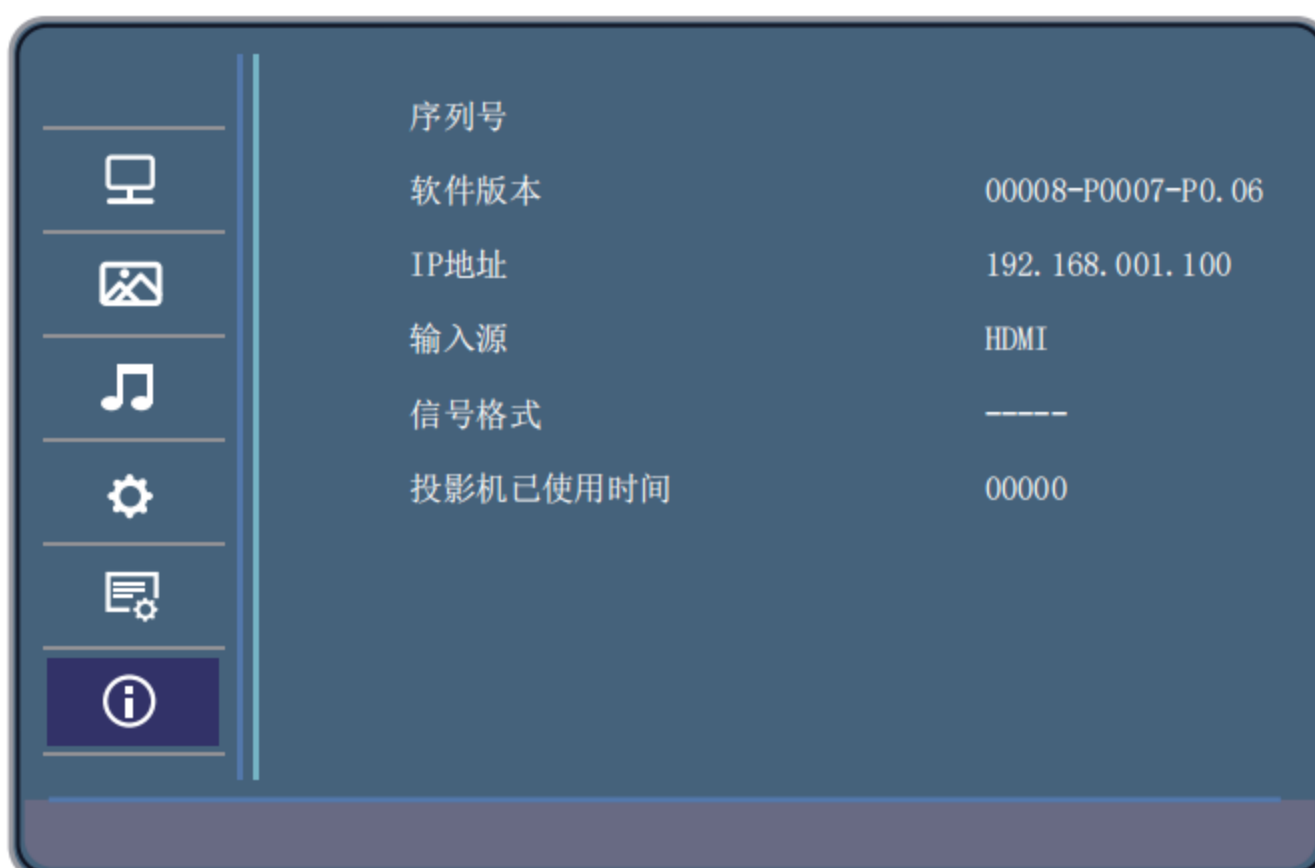 序列号
软件版本 00008-P0007-P0.06
IP地址 192.168.001.100
输入源 HDMI
信号格式 -----
投影机已使用时间 00000